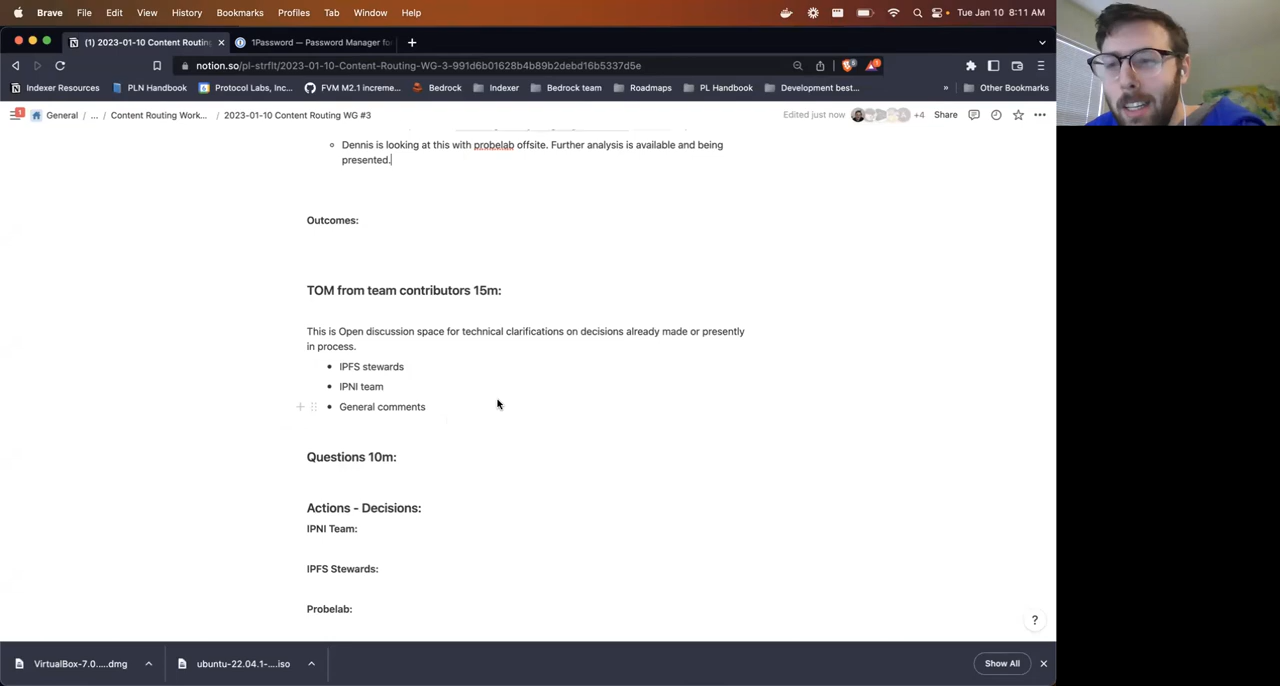 Brave File Edit View History Bookmarks Profiles Tab Window Help Tue Jan 10 8:11 AM
(1) 2023-01-10 Content Routin 1Password — Password Manager for
notion.so/pl-strflt/2023-01-10-Content-Routing-WG-3-991d6b01628b4b89b2debd16b5337d5e
Indexer Resources PLN Handbook Protocol Labs, Inc... FVM M2.1 increme... Bedrock Indexer Bedrock team Roadmaps PL Handbook Development best... » Other Bookmarks
General / ... / Content Routing Work... / 2023-01-10 Content Routing WG #3 Edited just now +4 Share
Dennis is looking at this with probelab offsite. Further analysis is available and being
presented.
Outcomes:
TOM from team contributors 15m:
This is Open discussion space for technical clarifications on decisions already made or presently
in process.
IPFS stewards
IPNI team
General comments
Questions 10m:
Actions - Decisions:
IPNI Team:
IPFS Stewards:
Probelab:
?
VirtualBox-7.0.....dmg ubuntu-22.04.1-....iso Show All